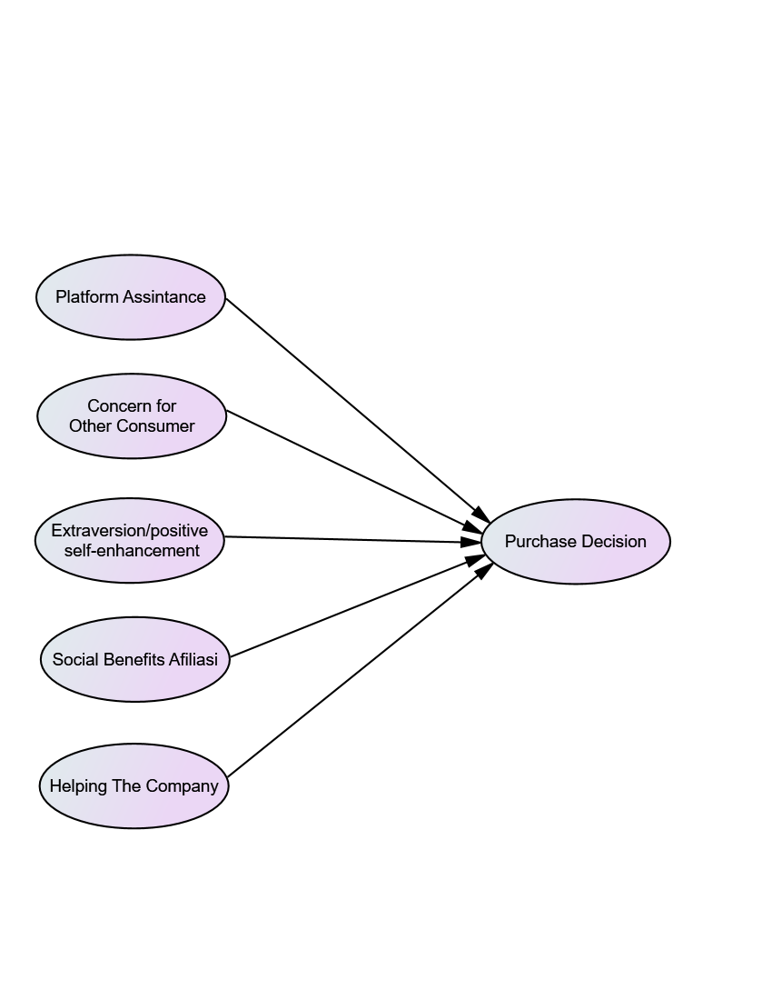 Platform Assintance
Concern for
Other Consumer
Extraversion/positive
self-enhancement
Social Benefits Afiliasi
Helping The Company
Purchase Decision